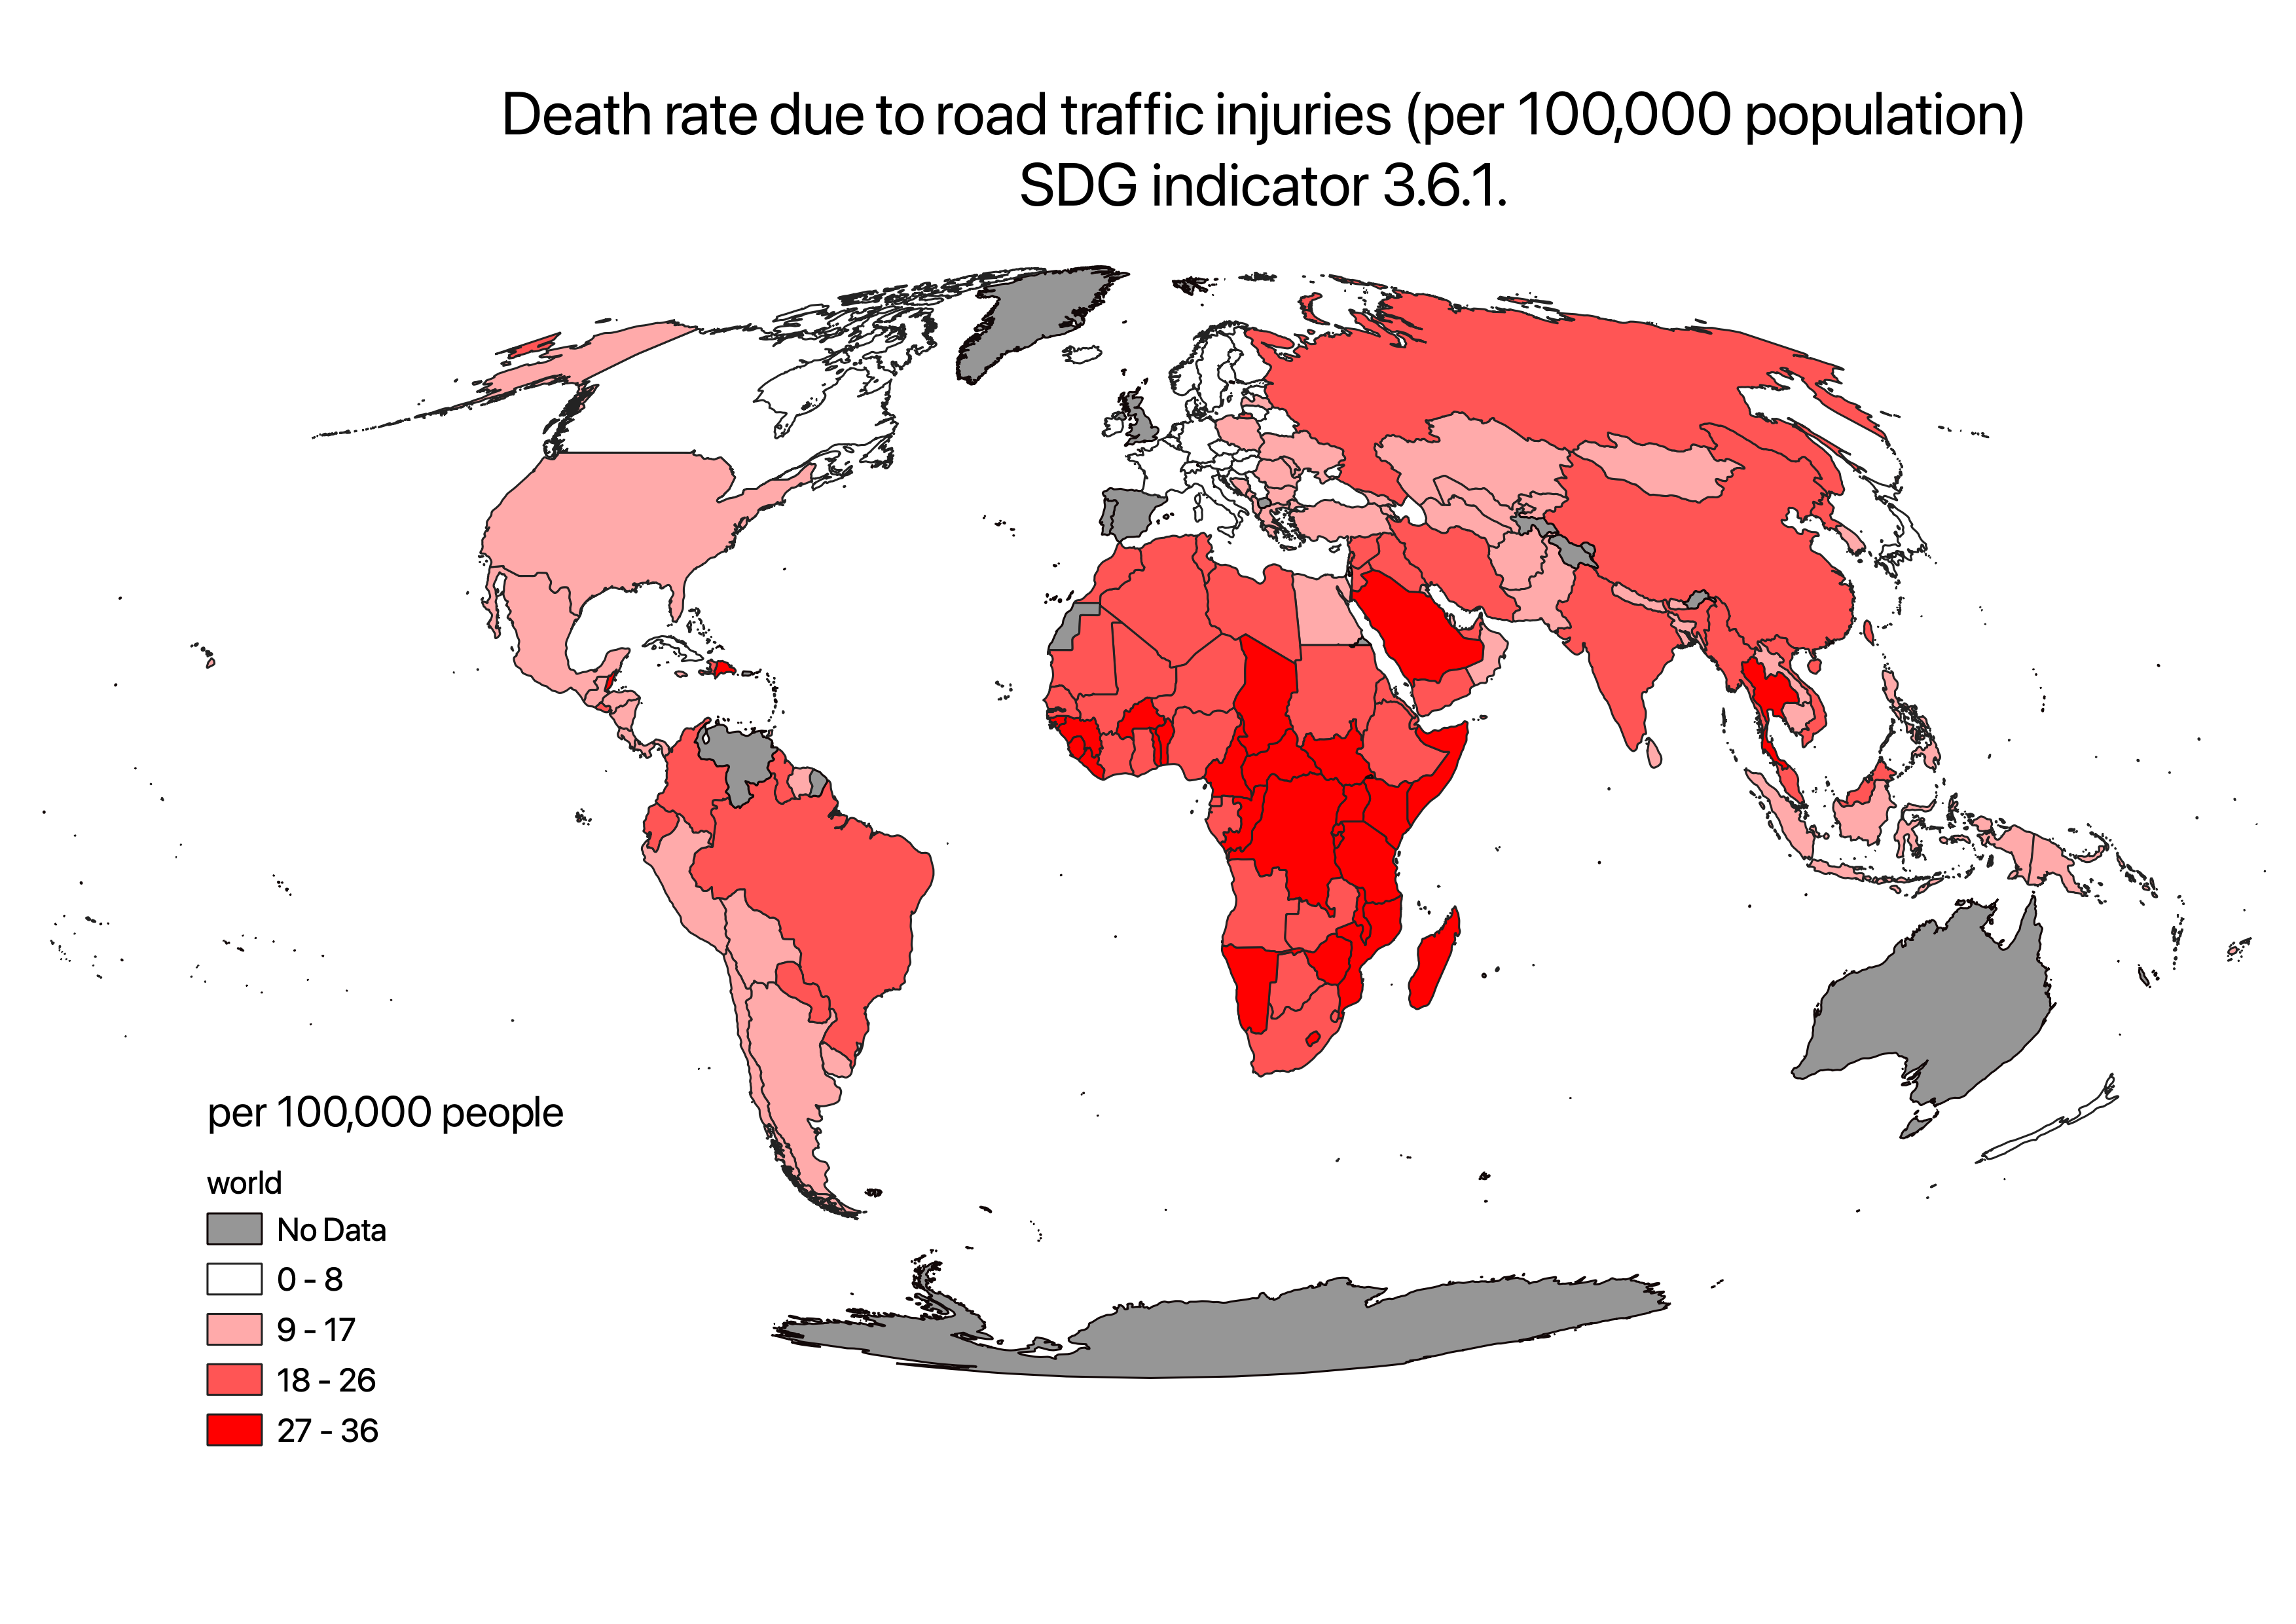 Death rate due to road traffic injuries (per 100,000 population)
SDG indicator 3.6.1.
per 100,000 people
world
No Data
0 - 8
9 - 17
18 - 26
27 - 36